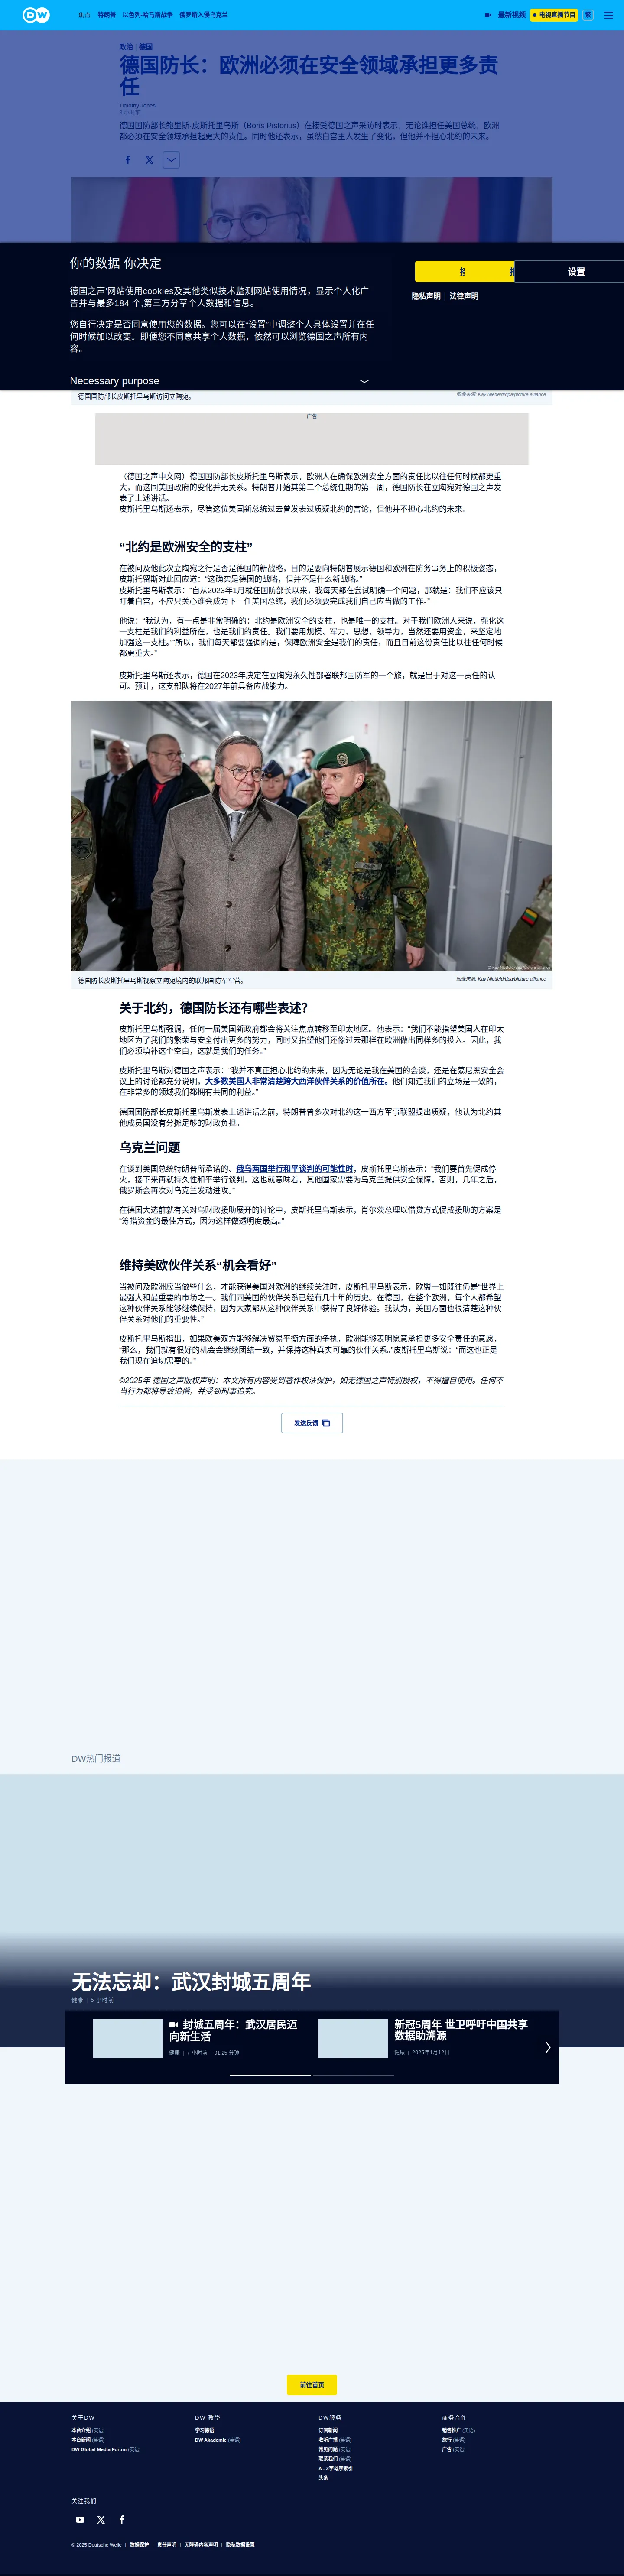 DW
焦点 特朗普 以色列-哈马斯战争 俄罗斯入侵乌克兰 最新视频 电视直播节目 繁
政治 | 德国
德国防长：欧洲必须在安全领域承担更多责
任
Timothy Jones
3 小时前
德国国防部长鲍里斯·皮斯托里乌斯（Boris Pistorius）在接受德国之声采访时表示，无论谁担任美国总统，欧洲
都必须在安全领域承担起更大的责任。同时他还表示，虽然白宫主人发生了变化，但他并不担心北约的未来。
你的数据 你决定
设置
隐私声明 | 法律声明
德国之声'网站使用cookies及其他类似技术监测网站使用情况，显示个人化广
告并与最多184 个;第三方分享个人数据和信息。
您自行决定是否同意使用您的数据。您可以在“设置”中调整个人具体设置并在任
何时候加以改变。即便您不同意共享个人数据，依然可以浏览德国之声所有内
容。
Necessary purpose
德国国防部长皮斯托里乌斯访问立陶宛。
图像来源: Kay Nietfeld/dpa/picture alliance
广告
（德国之声中文网）德国国防部长皮斯托里乌斯表示，欧洲人在确保欧洲安全方面的责任比以往任何时候都更重
大，而这同美国政府的变化并无关系。特朗普开始其第二个总统任期的第一周，德国防长在立陶宛对德国之声发
表了上述讲话。
皮斯托里乌斯还表示，尽管这位美国新总统过去曾发表过质疑北约的言论，但他并不担心北约的未来。
“北约是欧洲安全的支柱”
在被问及他此次立陶宛之行是否是德国的新战略，目的是要向特朗普展示德国和欧洲在防务事务上的积极姿态，
皮斯托留斯对此回应道：“这确实是德国的战略，但并不是什么新战略。”
皮斯托里乌斯表示：“自从2023年1月就任国防部长以来，我每天都在尝试明确一个问题，那就是：我们不应该只
盯着白宫，不应只关心谁会成为下一任美国总统，我们必须要完成我们自己应当做的工作。”
他说：“我认为，有一点是非常明确的：北约是欧洲安全的支柱，也是唯一的支柱。对于我们欧洲人来说，强化这
一支柱是我们的利益所在，也是我们的责任。我们要用规模、军力、思想、领导力，当然还要用资金，来坚定地
加强这一支柱。”“所以，我们每天都要强调的是，保障欧洲安全是我们的责任，而且目前这份责任比以往任何时候
都更重大。”
皮斯托里乌斯还表示，德国在2023年决定在立陶宛永久性部署联邦国防军的一个旅，就是出于对这一责任的认
可。预计，这支部队将在2027年前具备应战能力。
德国防长皮斯托里乌斯视察立陶宛境内的联邦国防军军营。
图像来源: Kay Nietfeld/dpa/picture alliance
关于北约，德国防长还有哪些表述？
皮斯托里乌斯强调，任何一届美国新政府都会将关注焦点转移至印太地区。他表示：“我们不能指望美国人在印太
地区为了我们的繁荣与安全付出更多的努力，同时又指望他们还像过去那样在欧洲做出同样多的投入。因此，我
们必须填补这个空白，这就是我们的任务。”
皮斯托里乌斯对德国之声表示：“我并不真正担心北约的未来，因为无论是我在美国的会谈，还是在慕尼黑安全会
议上的讨论都充分说明，大多数美国人非常清楚跨大西洋伙伴关系的价值所在。他们知道我们的立场是一致的，
在非常多的领域我们都拥有共同的利益。”
德国国防部长皮斯托里乌斯发表上述讲话之前，特朗普曾多次对北约这一西方军事联盟提出质疑，他认为北约其
他成员国没有分摊足够的财政负担。
乌克兰问题
在谈到美国总统特朗普所承诺的、俄乌两国举行和平谈判的可能性时，皮斯托里乌斯表示：“我们要首先促成停
火，接下来再就持久性和平举行谈判，这也就意味着，其他国家需要为乌克兰提供安全保障，否则，几年之后，
俄罗斯会再次对乌克兰发动进攻。”
在德国大选前就有关对乌财政援助展开的讨论中，皮斯托里乌斯表示，肖尔茨总理以借贷方式促成援助的方案是
“筹措资金的最佳方式，因为这样做透明度最高。”
维持美欧伙伴关系“机会看好”
当被问及欧洲应当做些什么，才能获得美国对欧洲的继续关注时，皮斯托里乌斯表示，欧盟一如既往仍是“世界上
最强大和最重要的市场之一。我们同美国的伙伴关系已经有几十年的历史。在德国，在整个欧洲，每个人都希望
这种伙伴关系能够继续保持，因为大家都从这种伙伴关系中获得了良好体验。我认为，美国方面也很清楚这种伙
伴关系对他们的重要性。”
皮斯托里乌斯指出，如果欧美双方能够解决贸易平衡方面的争执，欧洲能够表明愿意承担更多安全责任的意愿，
“那么，我们就有很好的机会会继续团结一致，并保持这种真实可靠的伙伴关系。”皮斯托里乌斯说：“而这也正是
我们现在迫切需要的。”
©2025年 德国之声版权声明：本文所有内容受到著作权法保护，如无德国之声特别授权，不得擅自使用。任何不
当行为都将导致追偿，并受到刑事追究。
发送反馈
DW热门报道
无法忘却：武汉封城五周年
健康 | 5 小时前
封城五周年：武汉居民迈
向新生活
健康 | 7 小时前 | 01:25 分钟
新冠5周年 世卫呼吁中国共享
数据助溯源
健康 | 2025年1月12日
前往首页
关于DW
本台介绍 (英语)
本台新闻 (英语)
DW Global Media Forum (英语)
DW 教學
学习德语
DW Akademie (英语)
DW服务
订阅新闻
收听广播 (英语)
常见问题 (英语)
联系我们 (英语)
A - Z字母序索引
头条
商务合作
销售推广 (英语)
旅行 (英语)
广告 (英语)
关注我们
© 2025 Deutsche Welle | 数据保护 | 责任声明 | 无障碍内容声明 | 隐私数据设置